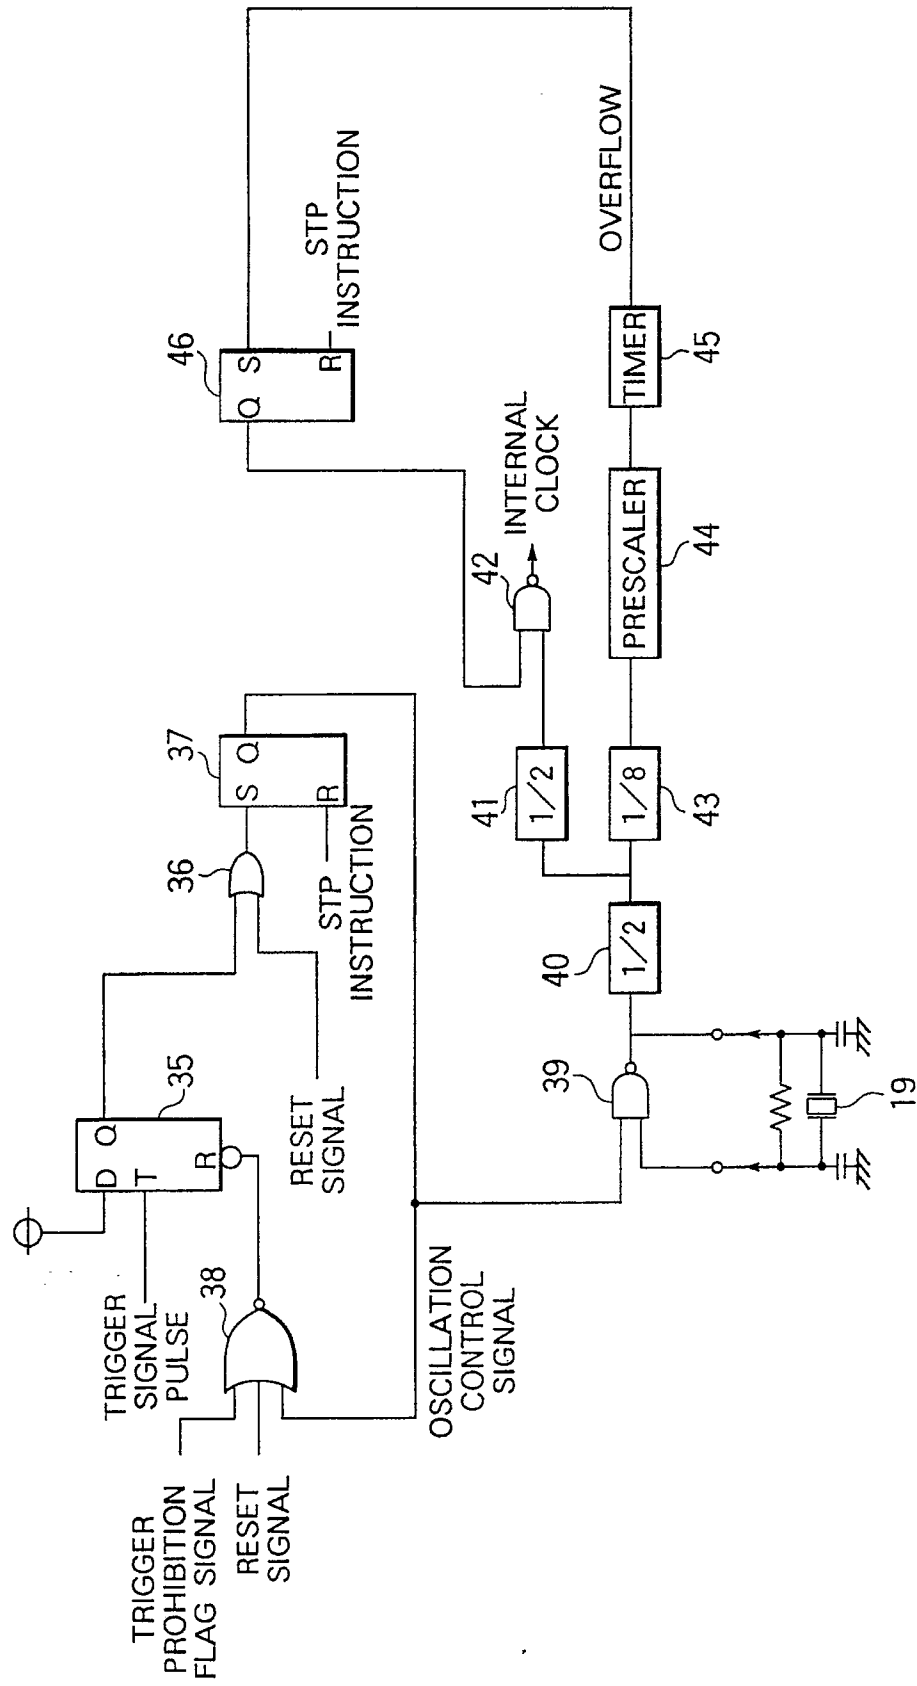 TRIGGER
PROHIBITION
FLAG SIGNAL
RESET
SIGNAL
TRIGGER
SIGNAL
PULSE
38
D
Q
T
R
35
RESET
SIGNAL
36
STP
INSTRUCTION
37
S
Q
R
OSCILLATION
CONTROL
SIGNAL
39
19
40
1/2
41
1/2
1/8
43
42
INTERNAL
CLOCK
PRESCALER
44
TIMER
45
OVERFLOW
46
Q
S
R
STP
INSTRUCTION